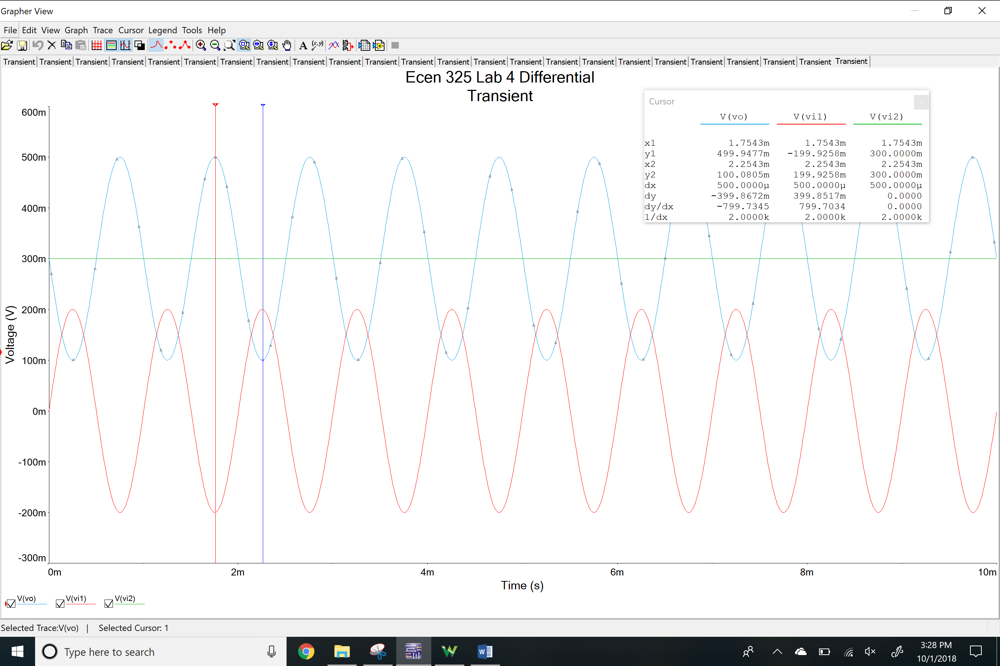 Grapher View
File Edit View Graph Trace Cursor Legend Tools Help
Transient Transient Transient Transient Transient Transient Transient Transient Transient Transient Transient Transient Transient Transient Transient Transient Transient Transient Transient Transient Transient Transient Transient Transient
Ecen 325 Lab 4 Differential
Transient
Cursor
V(vo) V(vi1) V(vi2)
x1 1.7543m 1.7543m 1.7543m
y1 499.9477m -199.9258m 300.0000m
x2 2.2543m 2.2543m 2.2543m
y2 100.0805m 199.9258m 300.0000m
dx 500.0000µ 500.0000µ 500.0000µ
dy -399.8672m 399.8517m 0.0000
dy/dx -799.7345 799.7034 0.0000
1/dx 2.0000k 2.0000k 2.0000k
600m
500m
400m
300m
200m
100m
0m
-100m
-200m
-300m
Voltage (V)
0m 2m 4m 6m 8m 10m
Time (s)
V(vo) V(vi1) V(vi2)
Selected Trace:V(vo) | Selected Cursor: 1
Type here to search
3:28 PM
10/1/2018